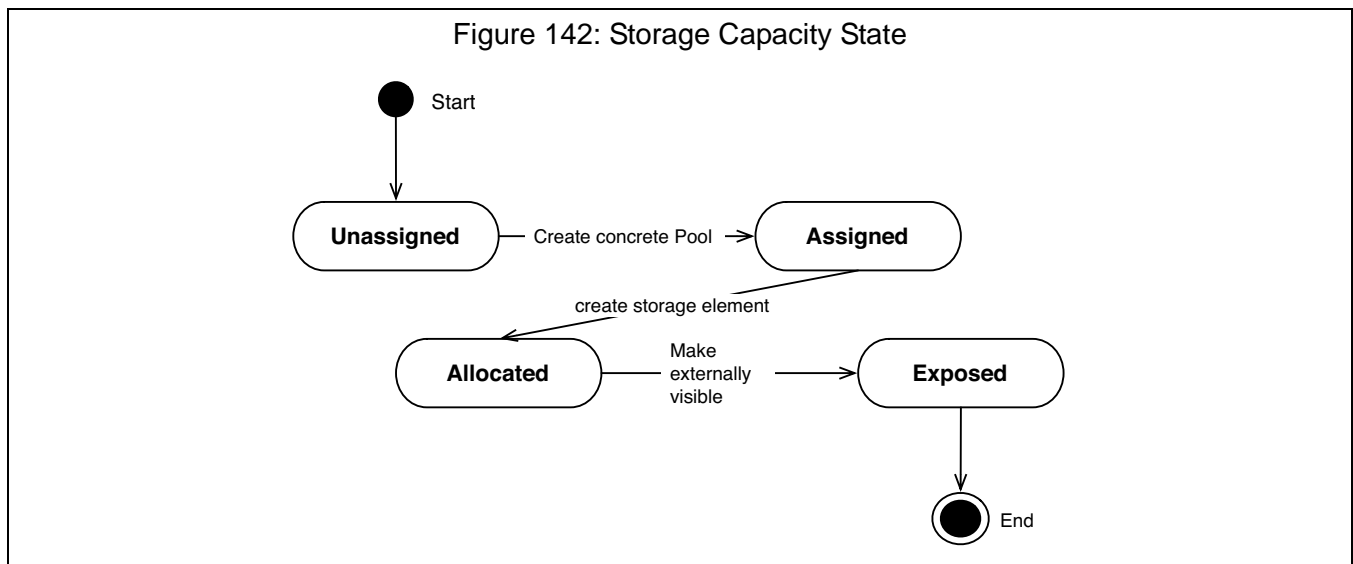 Figure 142: Storage Capacity State
Start
Unassigned
Create concrete Pool
Assigned
create storage element
Allocated
Make
externally
visible
Exposed
End